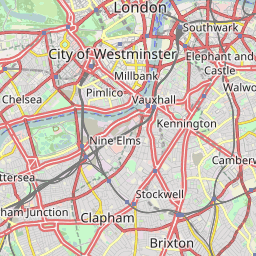 London
Southwark
City of Westminster
Elephant and
Castle
Millbank
Chelsea
Pimlico
Vauxhall
Walwo
Kennington
Nine Elms
Camberw
ttersea
Stockwell
ham Junction
Clapham
Brixton